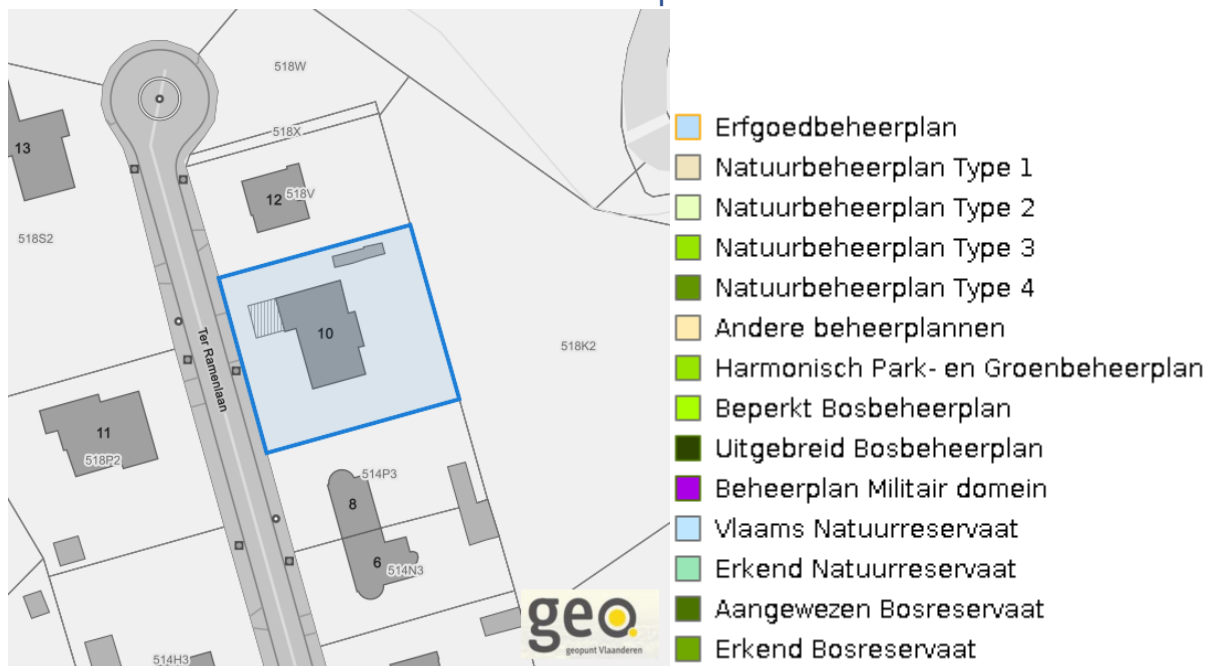 518W
13
518X
12
518V
518S2
10
518K2
Ter Ramenlaan
11
518P2
514P3
8
6
514N3
514H3
geo.
geopunt Vlaanderen
Erfgoedbeheerplan
Natuurbeheerplan Type 1
Natuurbeheerplan Type 2
Natuurbeheerplan Type 3
Natuurbeheerplan Type 4
Andere beheerplannen
Harmonisch Park- en Groenbeheerplan
Beperkt Bosbeheerplan
Uitgebreid Bosbeheerplan
Beheerplan Militair domein
Vlaams Natuurreservaat
Erkend Natuurreservaat
Aangewezen Bosreservaat
Erkend Bosreservaat